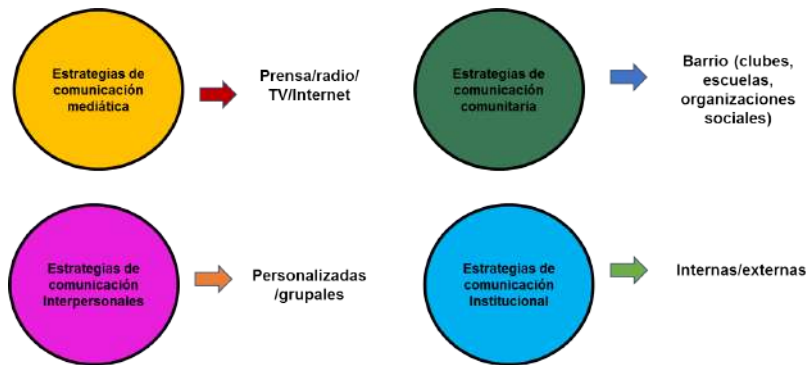 Estrategias de
comunicación
mediática
Prensa/radio/
TV/Internet
Estrategias de
comunicación
comunitaria
Barrio (clubes,
escuelas,
organizaciones
sociales)
Estrategias de
comunicación
Interpersonales
Personalizadas
/grupales
Estrategias de
comunicación
Institucional
Internas/externas